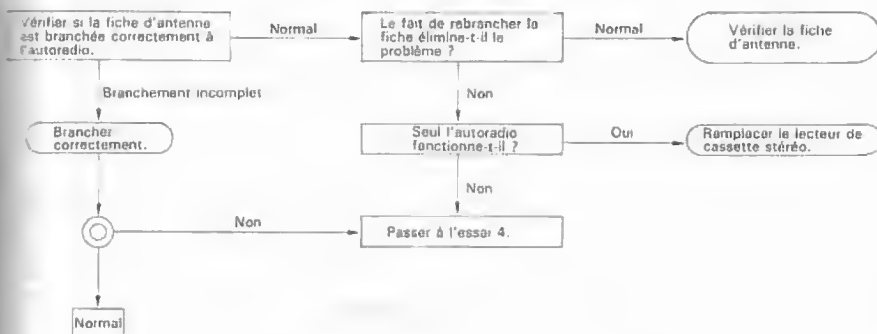 Vérifier si la fiche d'antenne
est branchée correctement à
l'autoradio.
Normal
Le fait de rebrancher la
fiche élimine-t-il le
problème ?
Normal
Vérifier la fiche
d'antenne.
Branchement incomplet
Non
Brancher
correctement.
Seul l'autoradio
fonctionne-t-il ?
Oui
Remplacer le lecteur de
cassette stéréo.
Non
Non
Passer à l'essai 4.
Normal